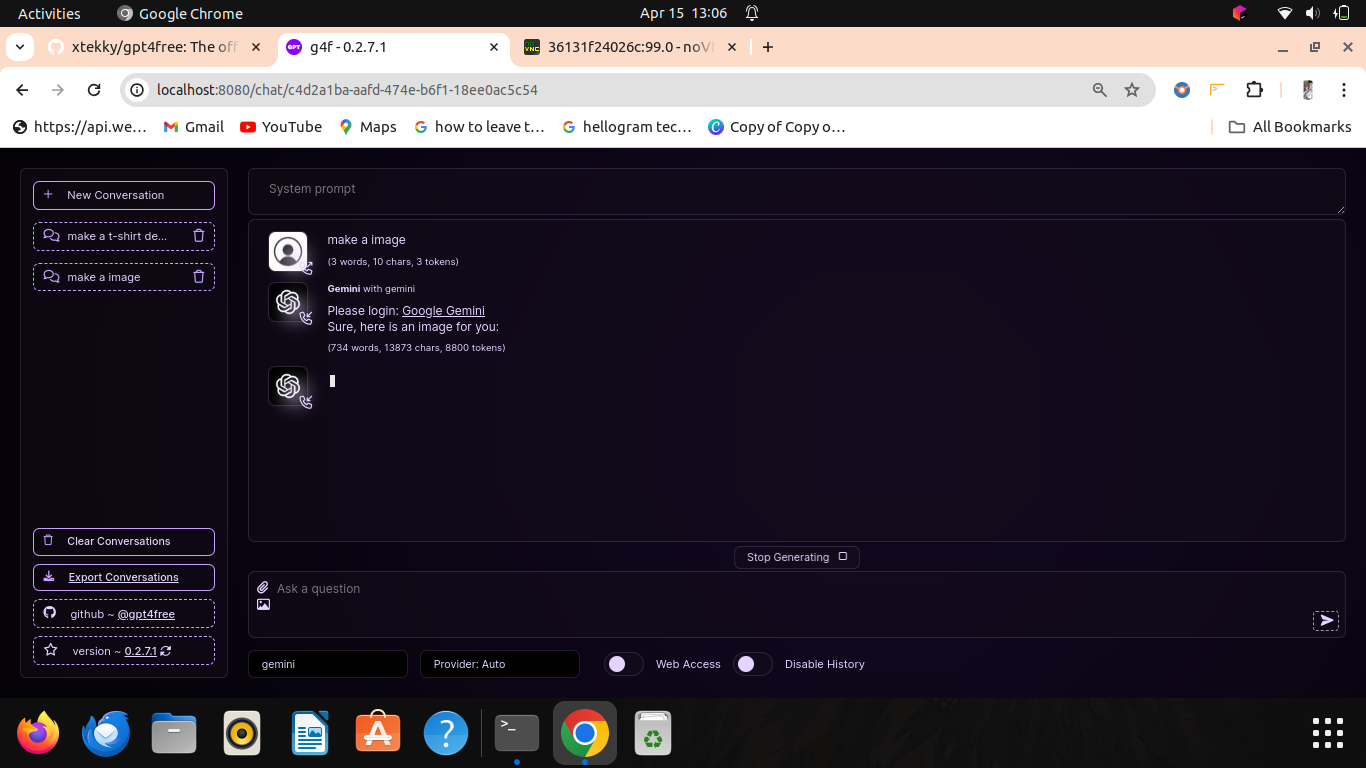 Activities
Google Chrome
Apr 15 13:06
xtekky/gpt4free: The off
g4f - 0.2.7.1
36131f24026c:99.0 - noVN
localhost:8080/chat/c4d2a1ba-aafd-474e-b6f1-18ee0ac5c54
https://api.we...
Gmail
YouTube
Maps
how to leave t...
hellogram tec...
Copy of Copy o...
All Bookmarks
New Conversation
make a t-shirt de...
make a image
Clear Conversations
Export Conversations
github ~ @gpt4free
version ~ 0.2.7.1
System prompt
make a image
(3 words, 10 chars, 3 tokens)
Gemini with gemini
Please login: Google Gemini
Sure, here is an image for you:
(734 words, 13873 chars, 8800 tokens)
Stop Generating
Ask a question
gemini
Provider: Auto
Web Access
Disable History